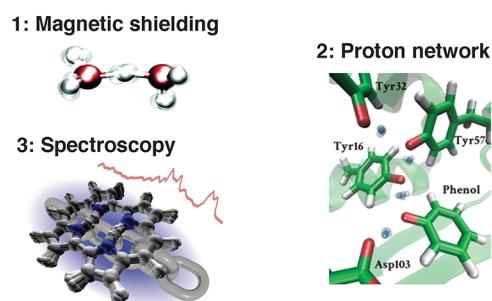 1: Magnetic shielding
2: Proton network
Tyr32
Tyr57
Tyr16
Phenol
Asp103
3: Spectroscopy